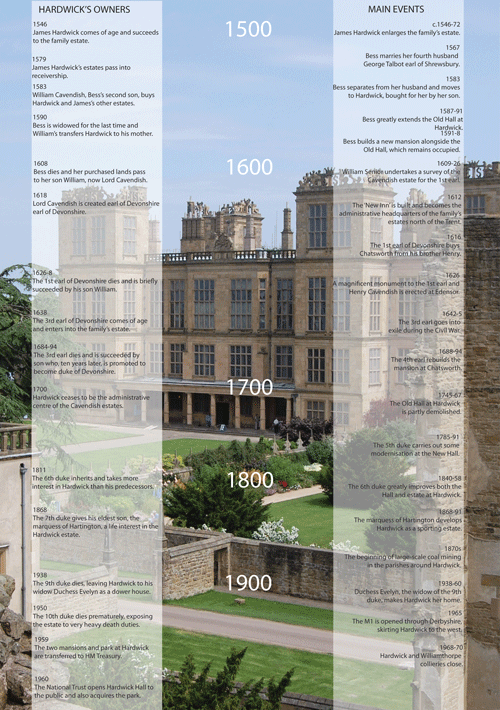 HARDWICK'S OWNERS
1546
James Hardwick comes of age and succeeds
to the family estate.
1579
James Hardwick's estates pass into
receivership.
1583
William Cavendish, Bess's second son, buys
Hardwick and James's other estates.
1590
Bess is widowed for the last time and
William's transfers Hardwick to his mother.
1608
Bess dies and her purchased lands pass
to her son William, now Lord Cavendish.
1618
Lord Cavendish is created earl of Devonshire
earl of Devonshire.
1626-8
The 1st earl of Devonshire dies and is briefly
succeeded by his son William.
1638
The 3rd earl of Devonshire comes of age
and enters into the family's estate.
1684-94
The 3rd earl dies and is succeeded by
son who, ten years later, is promoted to
become duke of Devonshire.
1700
Hardwick ceases to be the administrative
centre of the Cavendish estates.
1811
The 6th duke inherits and takes more
interest in Hardwick than his predecessors.
1868
The 7th duke gives his eldest son, the
marquess of Hartington, a life interest in the
Hardwick estate.
1938
The 9th duke dies, leaving Hardwick to his
widow Duchess Evelyn as a dower house.
1950
The 10th duke dies prematurely, exposing
the estate to very heavy death duties.
1959
The two mansions and park at Hardwick
are transferred to HM Treasury.
1960
The National Trust opens Hardwick Hall to
the public and also acquires the park.
1500
1600
1700
1800
1900
MAIN EVENTS
c.1546-72
James Hardwick enlarges the family's estate.
1567
Bess marries her fourth husband
George Talbot earl of Shrewsbury.
1583
Bess separates from her husband and moves
to Hardwick, bought for her by her son.
1587-91
Bess greatly extends the Old Hall at
Hardwick.
1591-8
Bess builds a new mansion alongside the
Old Hall, which remains occupied.
1609-26
William Senior undertakes a survey of the
Cavendish estate for the 1st earl.
1612
The 'New Inn' is built and becomes the
administrative headquarters of the family's
estates north of the Trent.
1616
The 1st earl of Devonshire buys
Chatsworth from his brother Henry.
1626
A magnificent monument to the 1st earl and
Henry Cavendish is erected at Edensor.
1642-5
The 3rd earl goes into
exile during the Civil War.
1688-94
The 4th earl rebuilds the
mansion at Chatsworth.
1745-67
The Old Hall at Hardwick
is partly demolished.
1785-91
The 5th duke carries out some
modernisation at the New Hall.
1840-58
The 6th duke greatly improves both the
Hall and estate at Hardwick.
1868-91
The marquess of Hartington develops
Hardwick as a sporting estate.
1870s
The beginning of large-scale coal mining
in the parishes around Hardwick.
1938-60
Duchess Evelyn, the widow of the 9th
duke, makes Hardwick her home.
1965
The M1 is opened through Derbyshire,
skirting Hardwick to the west.
1968-70
Hardwick and Williamthorpe
collieries close.